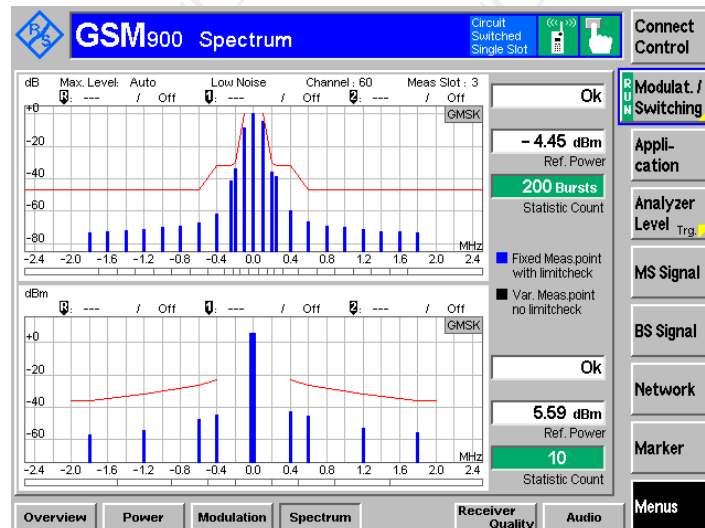 R&S
GSM900 Spectrum
Circuit
Switched
Single Slot
Connect
Control
dB Max. Level: Auto Low Noise Channel : 60 Meas Slot : 3
R: --- / Off 1: --- / Off 2: --- / Off
GMSK
+0
-20
-40
-60
-80
MHz
-2.4 -2.0 -1.6 -1.2 -0.8 -0.4 0.0 0.4 0.8 1.2 1.6 2.0 2.4
Ok
- 4.45 dBm
Ref. Power
200 Bursts
Statistic Count
Fixed Meas.point
with limitcheck
Var. Meas.point
no limitcheck
dBm
R: --- / Off 1: --- / Off 2: --- / Off
GMSK
+0
-20
-40
-60
MHz
-2.4 -2.0 -1.6 -1.2 -0.8 -0.4 0.0 0.4 0.8 1.2 1.6 2.0 2.4
Ok
5.59 dBm
Ref. Power
10
Statistic Count
RUN
Modulat. /
Switching
Appli-
cation
Analyzer
Level Trg.
MS Signal
BS Signal
Network
Marker
Menus
Overview Power Modulation Spectrum Receiver Quality Audio